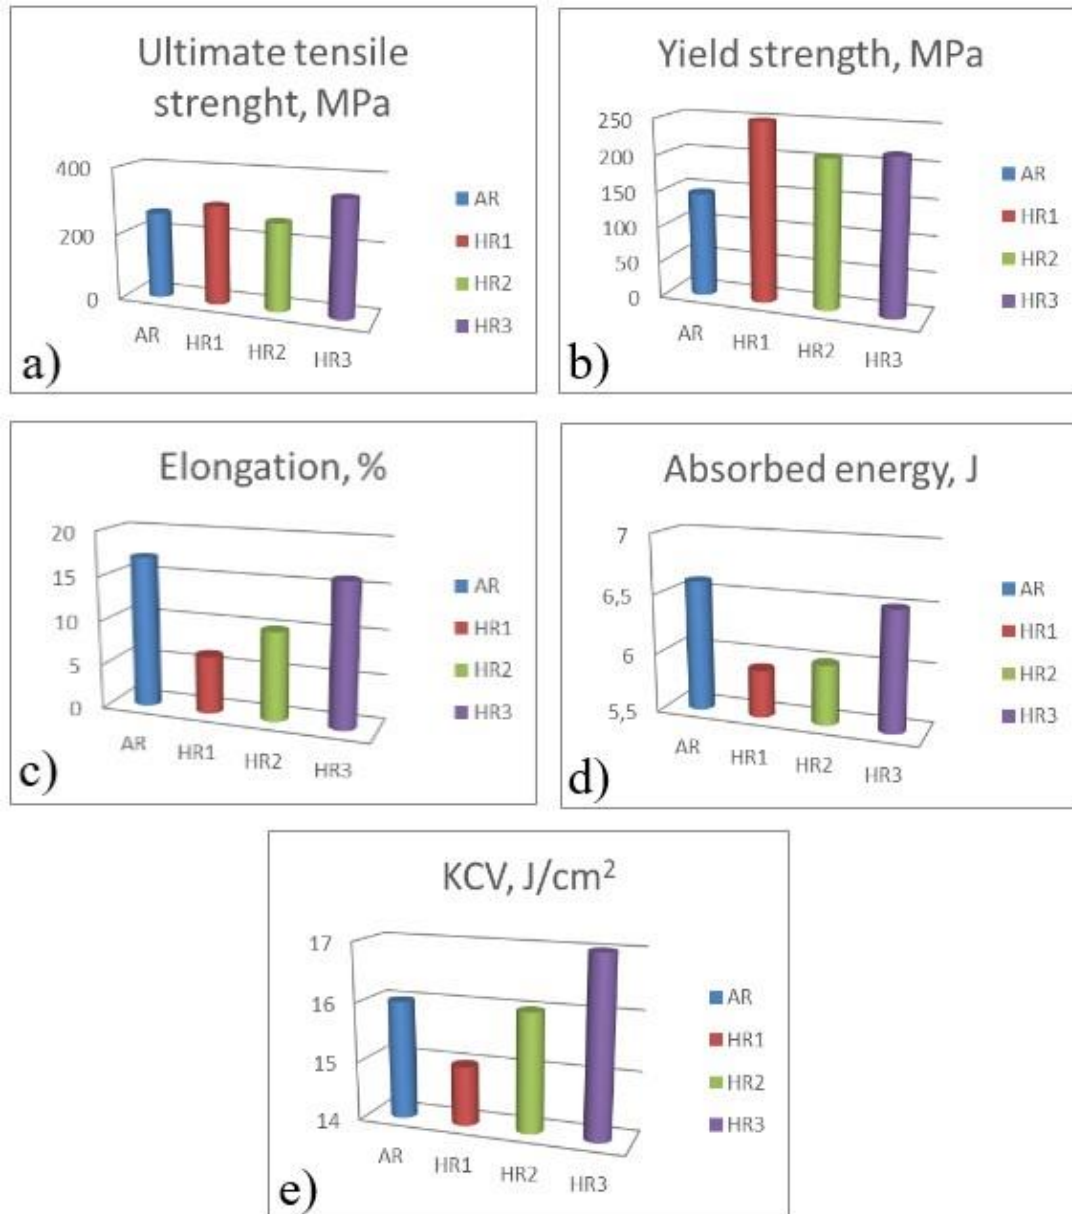 Ultimate tensile
strenght, MPa
400
200
0
AR
HR1
HR2
HR3
AR
HR1
HR2
HR3
a)
Yield strength, MPa
250
200
150
100
50
0
AR
HR1
HR2
HR3
AR
HR1
HR2
HR3
b)
Elongation, %
20
15
10
5
0
AR
HR1
HR2
HR3
AR
HR1
HR2
HR3
c)
Absorbed energy, J
7
6,5
6
5,5
AR
HR1
HR2
HR3
AR
HR1
HR2
HR3
d)
KCV, J/cm²
17
16
15
14
AR
HR1
HR2
HR3
AR
HR1
HR2
HR3
e)